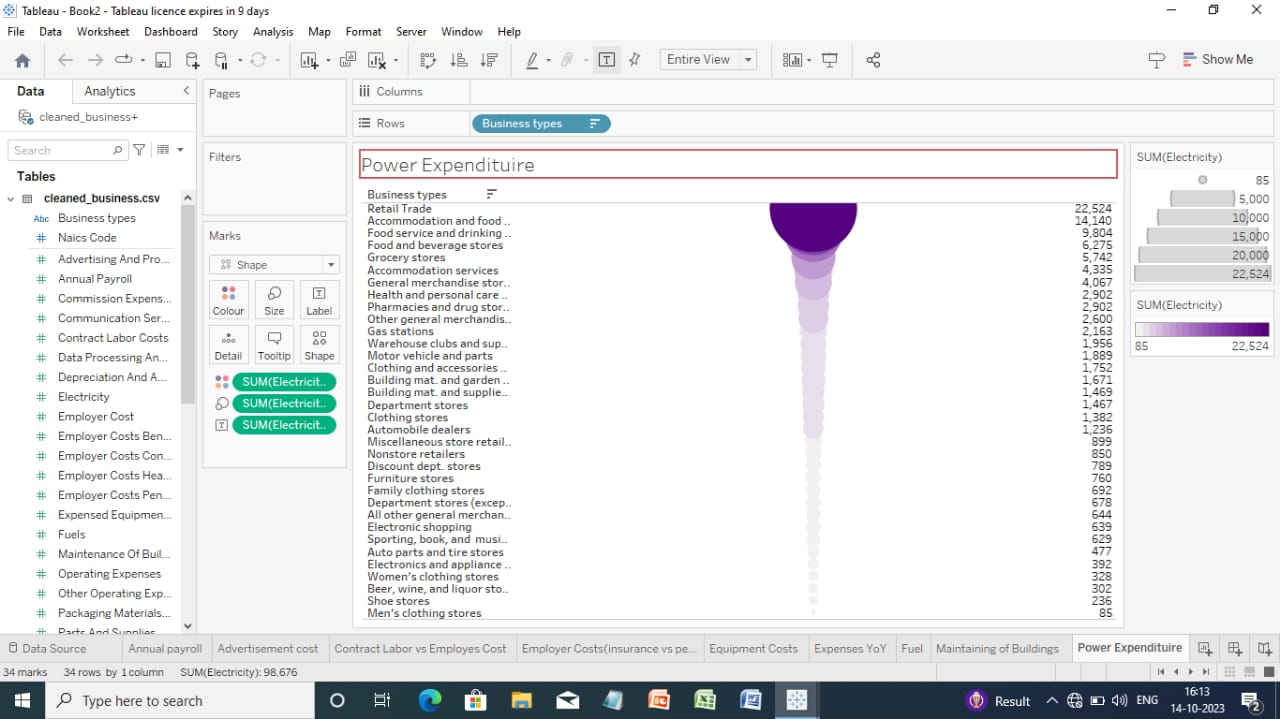 Tableau - Book2 - Tableau licence expires in 9 days
File Data Worksheet Dashboard Story Analysis Map Format Server Window Help
Entire View
Show Me
Data Analytics
cleaned_business+
Search
Tables
cleaned_business.csv
Abc Business types
# Naics Code
# Advertising And Pro...
# Annual Payroll
# Commission Expens...
# Communication Ser...
# Contract Labor Costs
# Data Processing An...
# Depreciation And A...
# Electricity
# Employer Cost
# Employer Costs Ben...
# Employer Costs Con...
# Employer Costs Hea...
# Employer Costs Pen...
# Expensed Equipmen...
# Fuels
# Maintenance Of Buil...
# Operating Expenses
# Other Operating Exp...
# Packaging Materials...
# Parts And Supplies
Pages
Filters
Marks
Shape
Colour Size Label
Detail Tooltip Shape
SUM(Electricit..
SUM(Electricit..
SUM(Electricit..
Columns
Rows Business types
Power Expendituire
Business types
Retail Trade 22,524
Accommodation and food .. 14,140
Food service and drinking .. 9,804
Food and beverage stores 6,275
Grocery stores 5,742
Accommodation services 4,335
General merchandise stor.. 4,067
Health and personal care .. 2,902
Pharmacies and drug stor.. 2,902
Other general merchandis.. 2,600
Gas stations 2,163
Warehouse clubs and sup.. 1,956
Motor vehicle and parts 1,889
Clothing and accessories .. 1,752
Building mat. and garden .. 1,671
Building mat. and supplie.. 1,469
Department stores 1,467
Clothing stores 1,382
Automobile dealers 1,236
Miscellaneous store retail.. 899
Nonstore retailers 850
Discount dept. stores 789
Furniture stores 760
Family clothing stores 692
Department stores (excep.. 678
All other general merchan.. 644
Electronic shopping 639
Sporting, book, and musi.. 629
Auto parts and tire stores 477
Electronics and appliance .. 392
Women's clothing stores 328
Beer, wine, and liquor sto.. 302
Shoe stores 236
Men's clothing stores 85
SUM(Electricity)
85
5,000
10,000
15,000
20,000
22,524
SUM(Electricity)
85 22,524
Data Source Annual payroll Advertisement cost Contract Labor vs Employes Cost Employer Costs(insurance vs pe... Equipment Costs Expenses YoY Fuel Maintaining of Buildings Power Expenditure
34 marks 34 rows by 1 column SUM(Electricity): 98,676
Type here to search
Result
ENG
16:13
14-10-2023
2